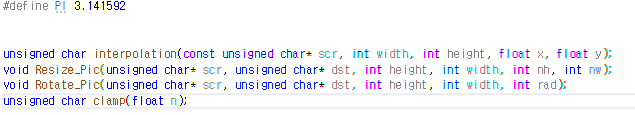 #define PI 3.141592
unsigned char interpolation(const unsigned char* scr, int width, int height, float x, float y);
void Resize_Pic(unsigned char* scr, unsigned char* dst, int height, int width, int nh, int nw);
void Rotate_Pic(unsigned char* scr, unsigned char* dst, int height, int width, int rad);
unsigned char clamp(float n);